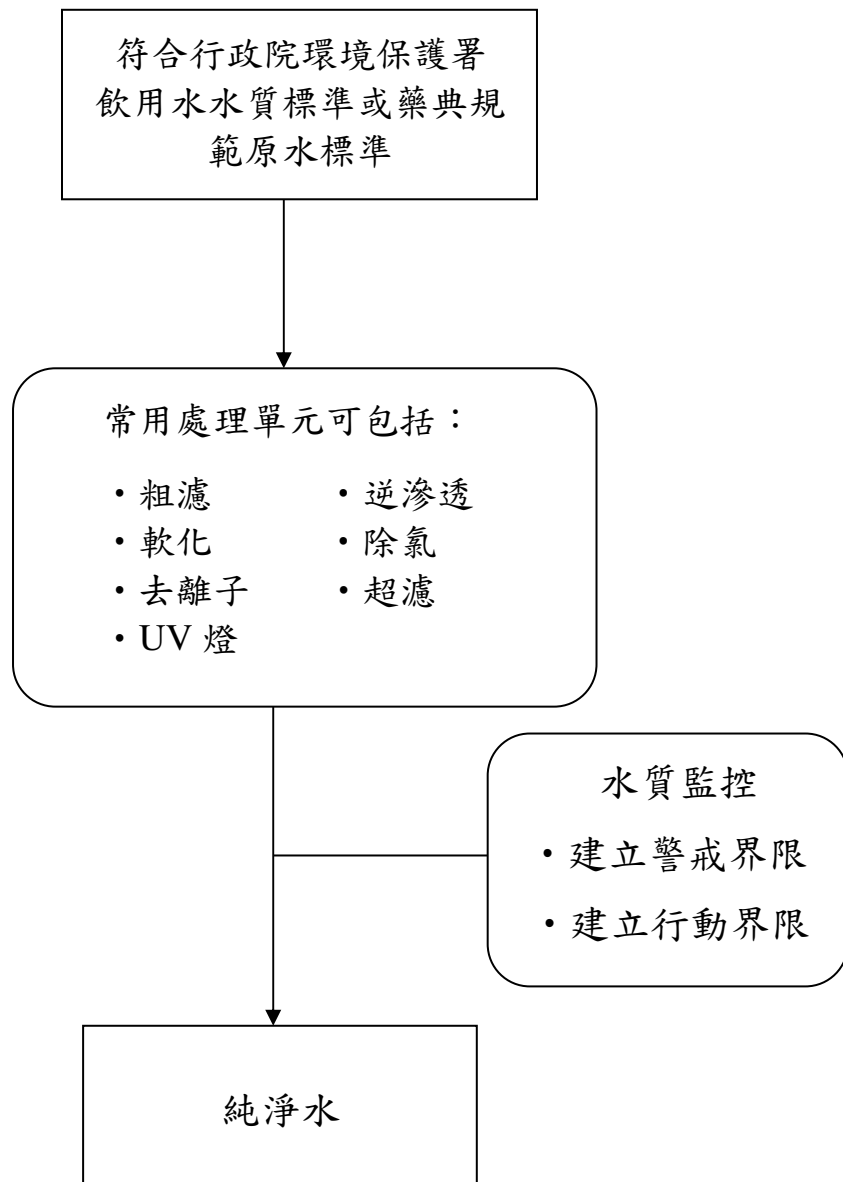 符合行政院環境保護署
飲用水水質標準或藥典規
範原水標準
常用處理單元可包括：
・粗濾
・逆滲透
・軟化
・除氯
・去離子
・超濾
・UV 燈
水質監控
・建立警戒界限
・建立行動界限
純淨水